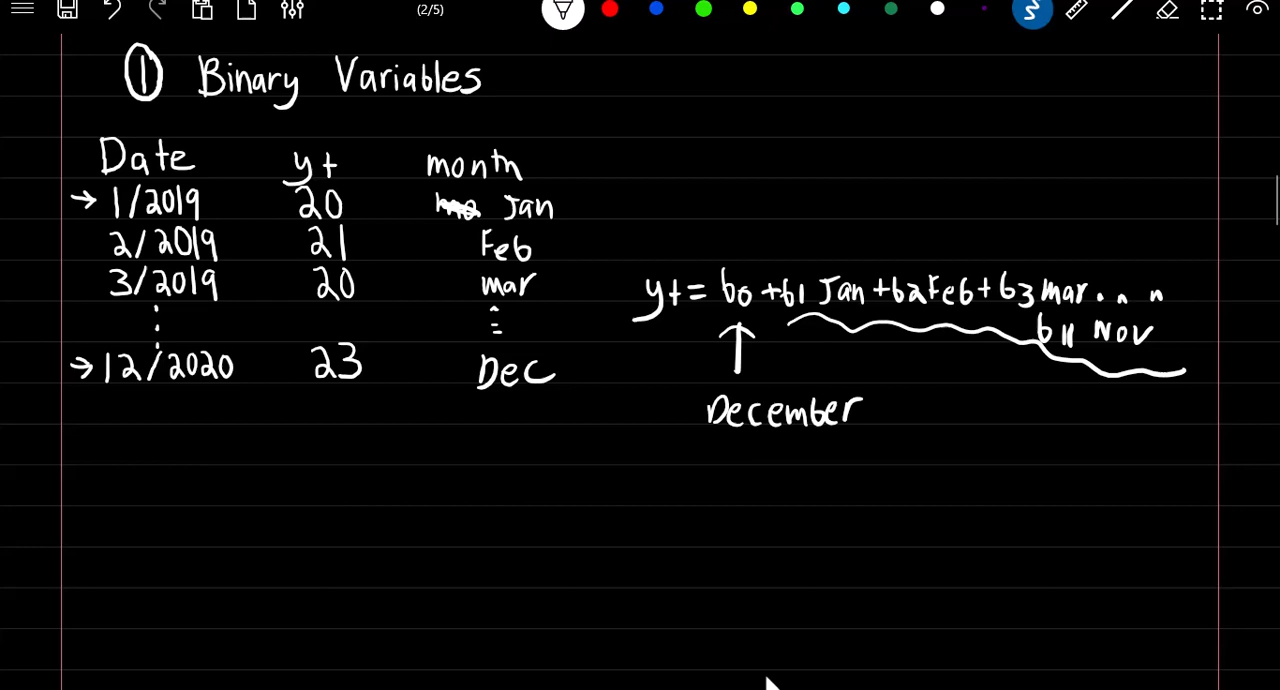 (2/5)
① Binary Variables
Date yt month
→ 1/2019 20 Jan
2/2019 21 Feb
3/2019 20 mar
yt = b0 + b1 Jan + b2 Feb + b3 mar...
b11 Nov
→ 12/2020 23 Dec
December